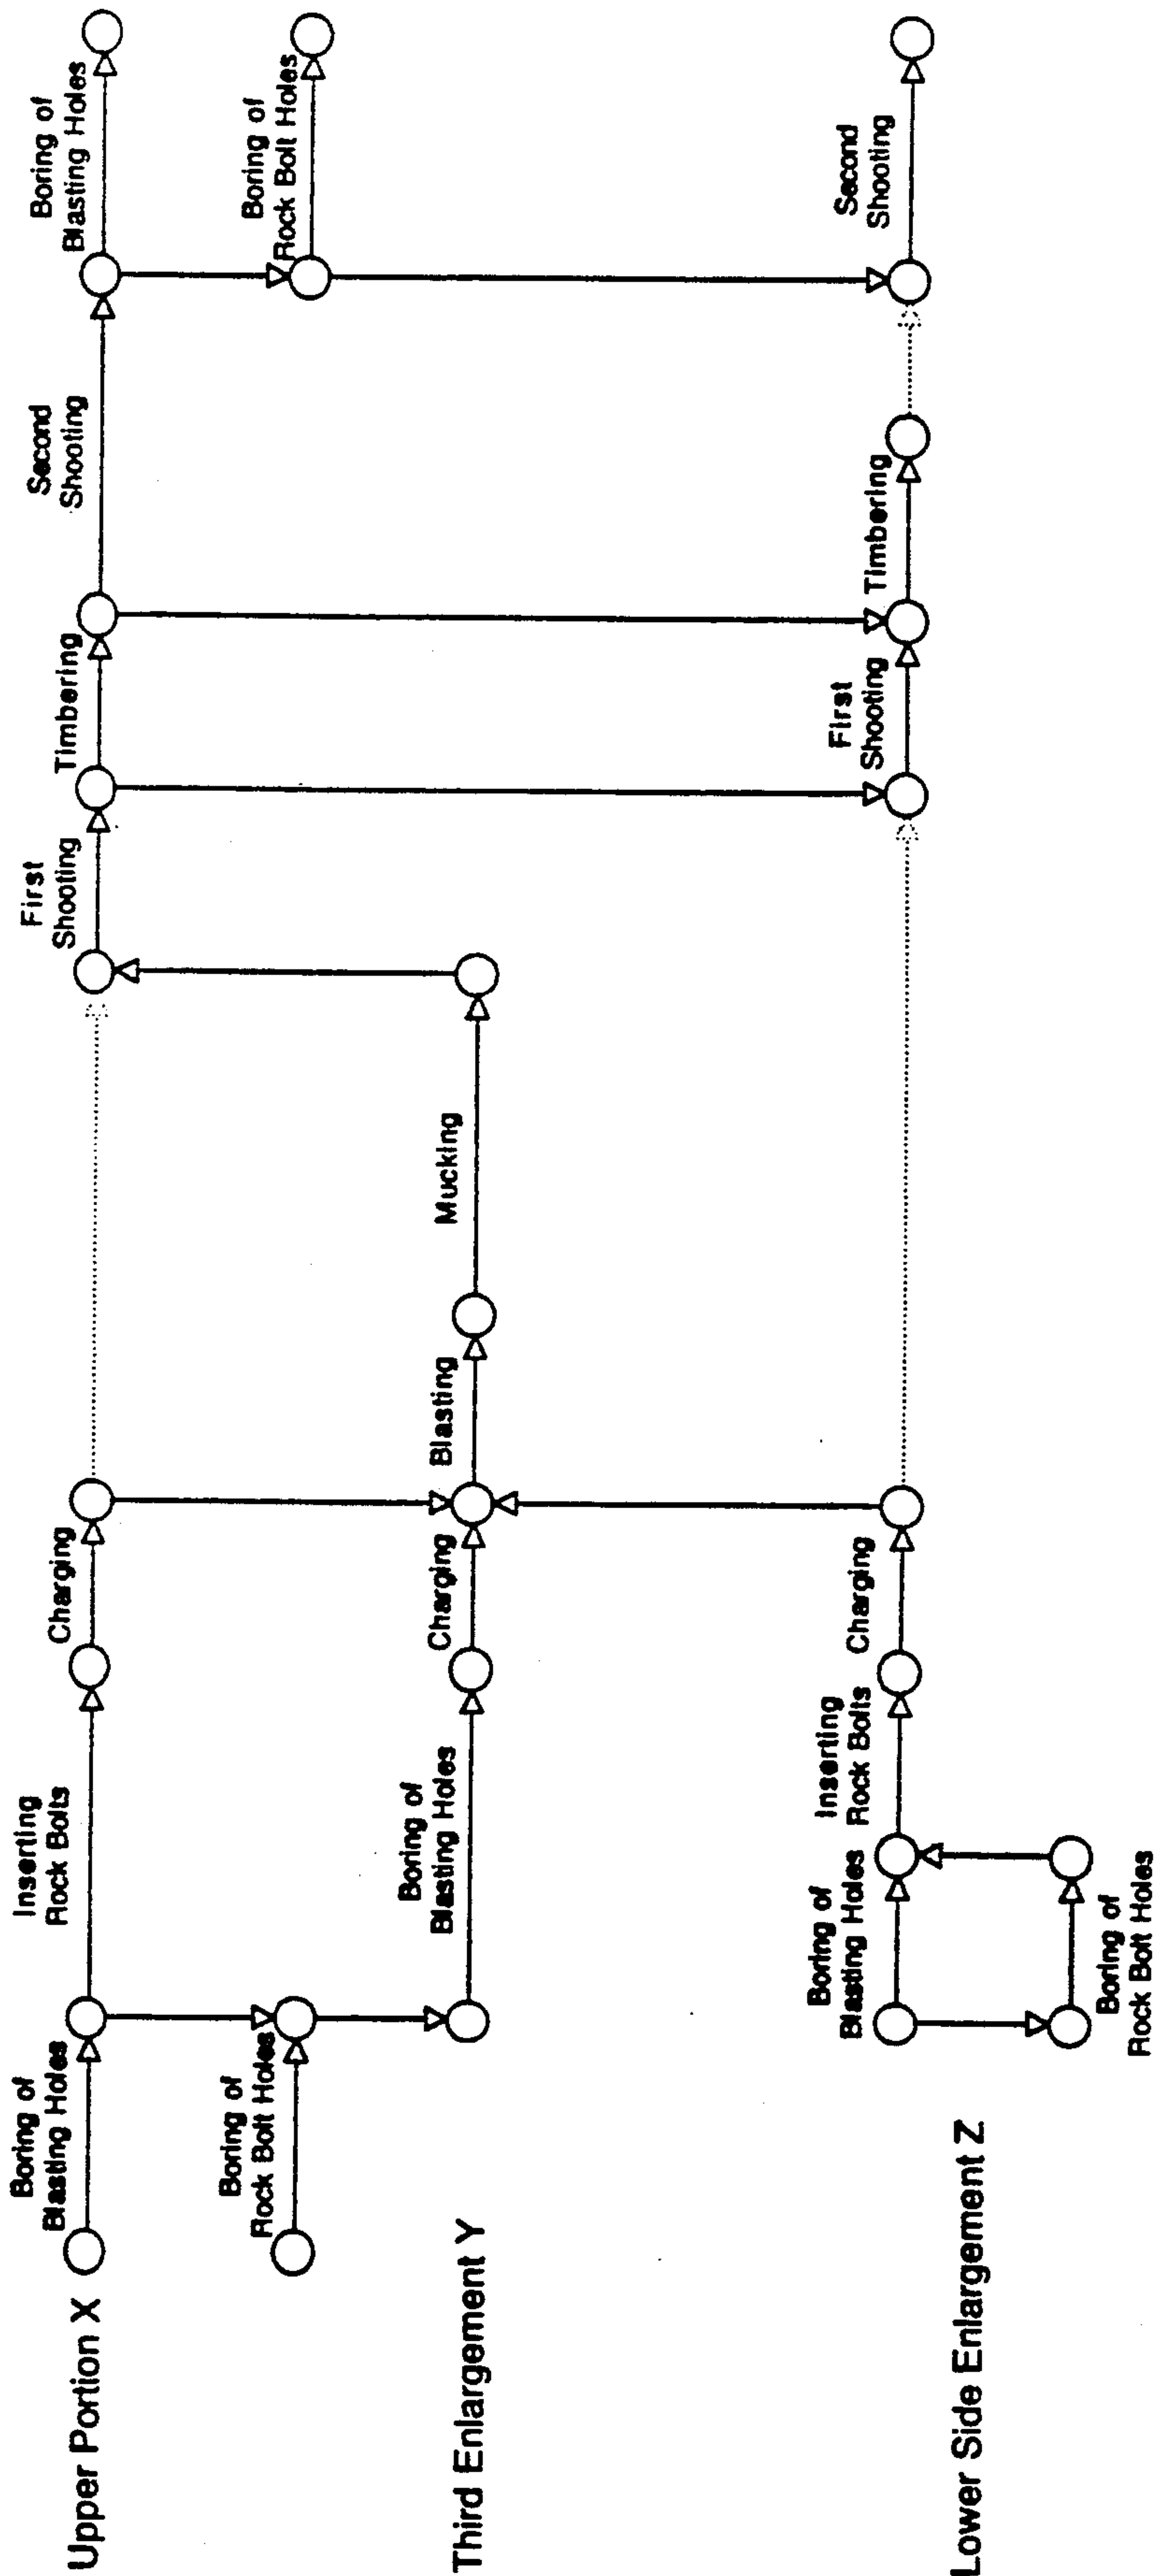 Upper Portion X
Boring of
Blasting Holes
Inserting
Rock Bolts
Charging
First
Shooting
Timbering
Second
Shooting
Boring of
Blasting Holes
Boring of
Rock Bolt Holes
Boring of
Rock Bolt Holes
Third Enlargement Y
Boring of
Blasting Holes
Charging
Blasting
Mucking
Lower Side Enlargement Z
Boring of
Blasting Holes
Inserting
Rock Bolts
Charging
First
Shooting
Timbering
Second
Shooting
Boring of
Rock Bolt Holes